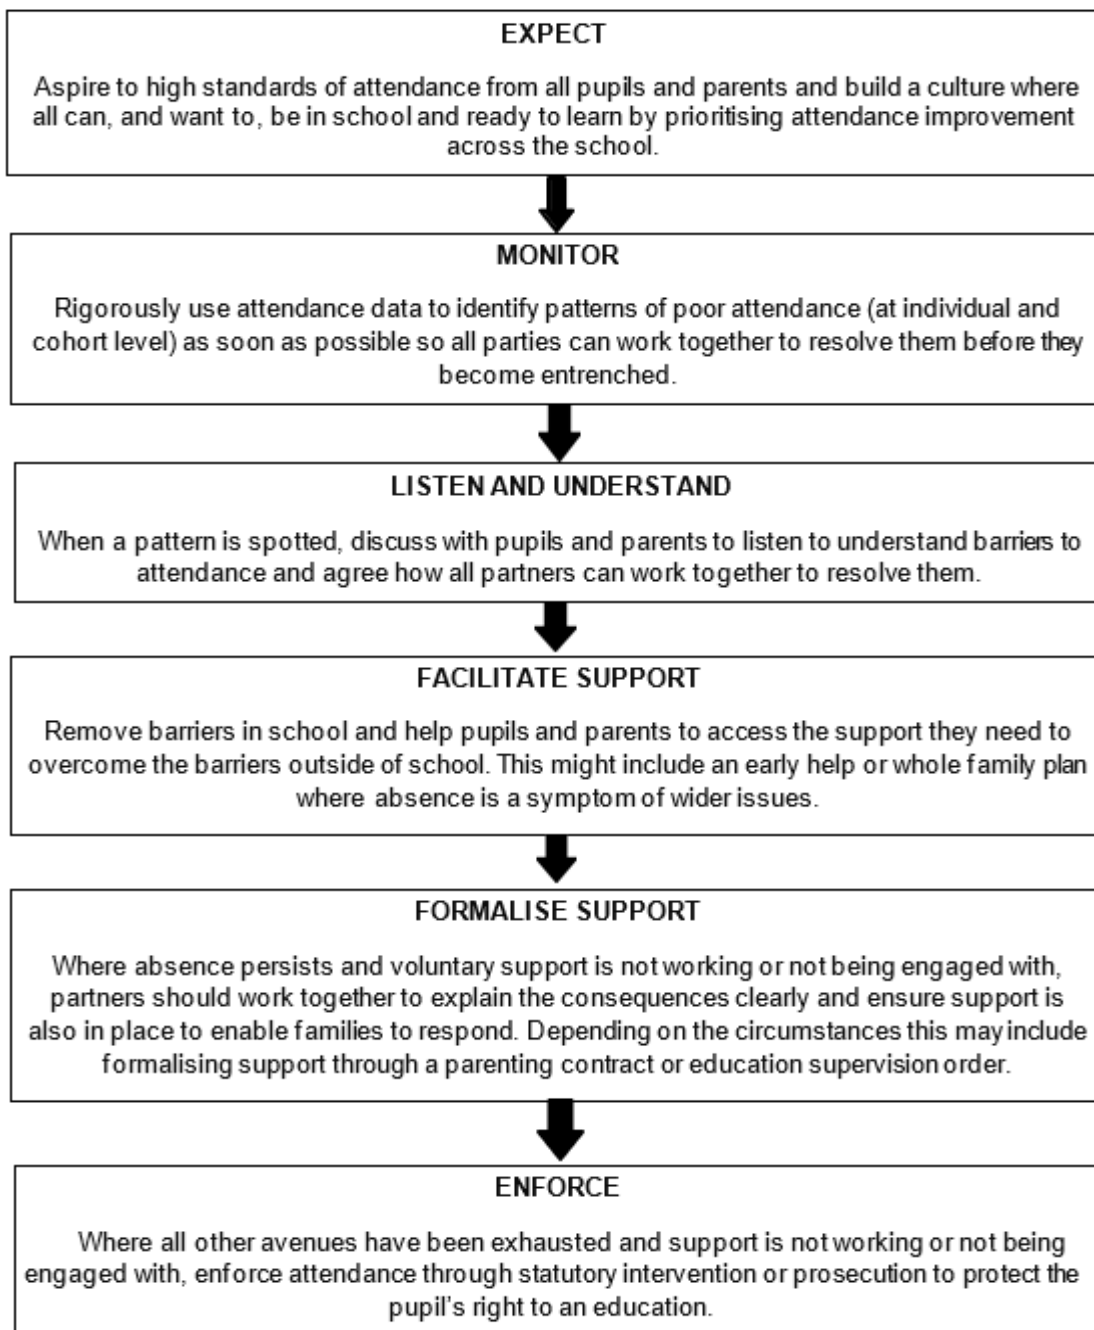 EXPECT
Aspire to high standards of attendance from all pupils and parents and build a culture where
all can, and want to, be in school and ready to learn by prioritising attendance improvement
across the school.
MONITOR
Rigorously use attendance data to identify patterns of poor attendance (at individual and
cohort level) as soon as possible so all parties can work together to resolve them before they
become entrenched.
LISTEN AND UNDERSTAND
When a pattern is spotted, discuss with pupils and parents to listen to understand barriers to
attendance and agree how all partners can work together to resolve them.
FACILITATE SUPPORT
Remove barriers in school and help pupils and parents to access the support they need to
overcome the barriers outside of school. This might include an early help or whole family plan
where absence is a symptom of wider issues.
FORMALISE SUPPORT
Where absence persists and voluntary support is not working or not being engaged with,
partners should work together to explain the consequences clearly and ensure support is
also in place to enable families to respond. Depending on the circumstances this may include
formalising support through a parenting contract or education supervision order.
ENFORCE
Where all other avenues have been exhausted and support is not working or not being
engaged with, enforce attendance through statutory intervention or prosecution to protect the
pupil's right to an education.